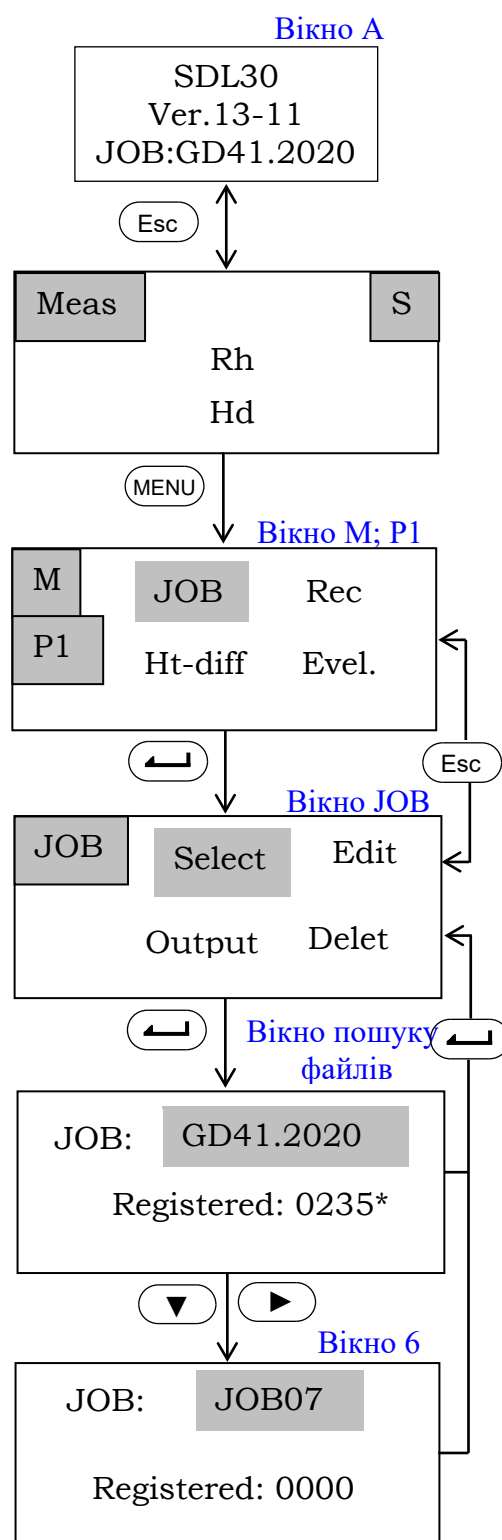 Вікно А
SDL30
Ver.13-11
JOB:GD41.2020
Esc
Meas
S
Rh
Hd
MENU
Вікно М; Р1
M
JOB
Rec
P1
Ht-diff
Evel.
Esc
Вікно JOB
JOB
Select
Edit
Output
Delet
Вікно пошуку
файлів
JOB:
GD41.2020
Registered: 0235*
Вікно 6
JOB:
JOB07
Registered: 0000